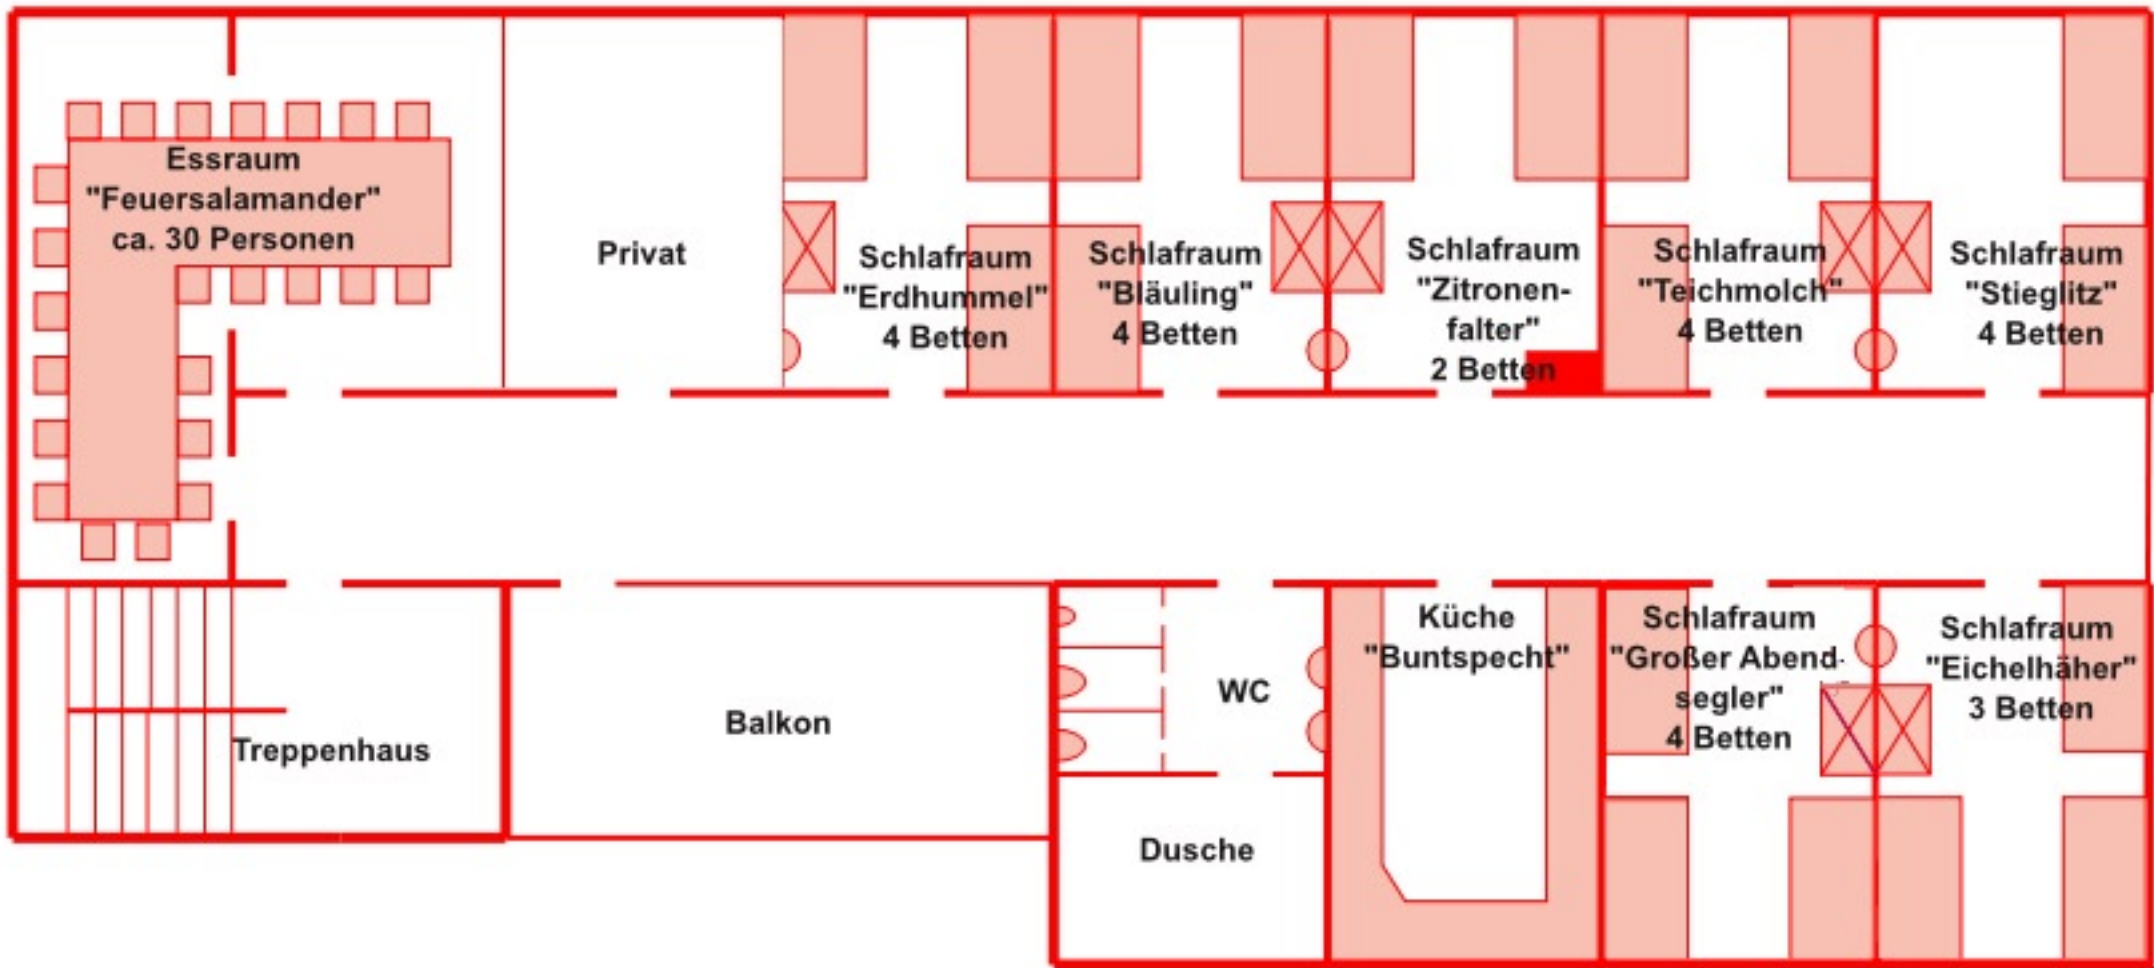 Essraum
"Feuersalamander"
ca. 30 Personen
Privat
Schlafraum
"Erdhummel"
4 Betten
Schlafraum
"Bläuling"
4 Betten
Schlafraum
"Zitronen-
falter"
2 Betten
Schlafraum
"Teichmolch"
4 Betten
Schlafraum
"Stieglitz"
4 Betten
Treppenhaus
Balkon
WC
Dusche
Küche
"Buntspecht"
Schlafraum
"Großer Abend-
segler"
4 Betten
Schlafraum
"Eichelhäher"
3 Betten